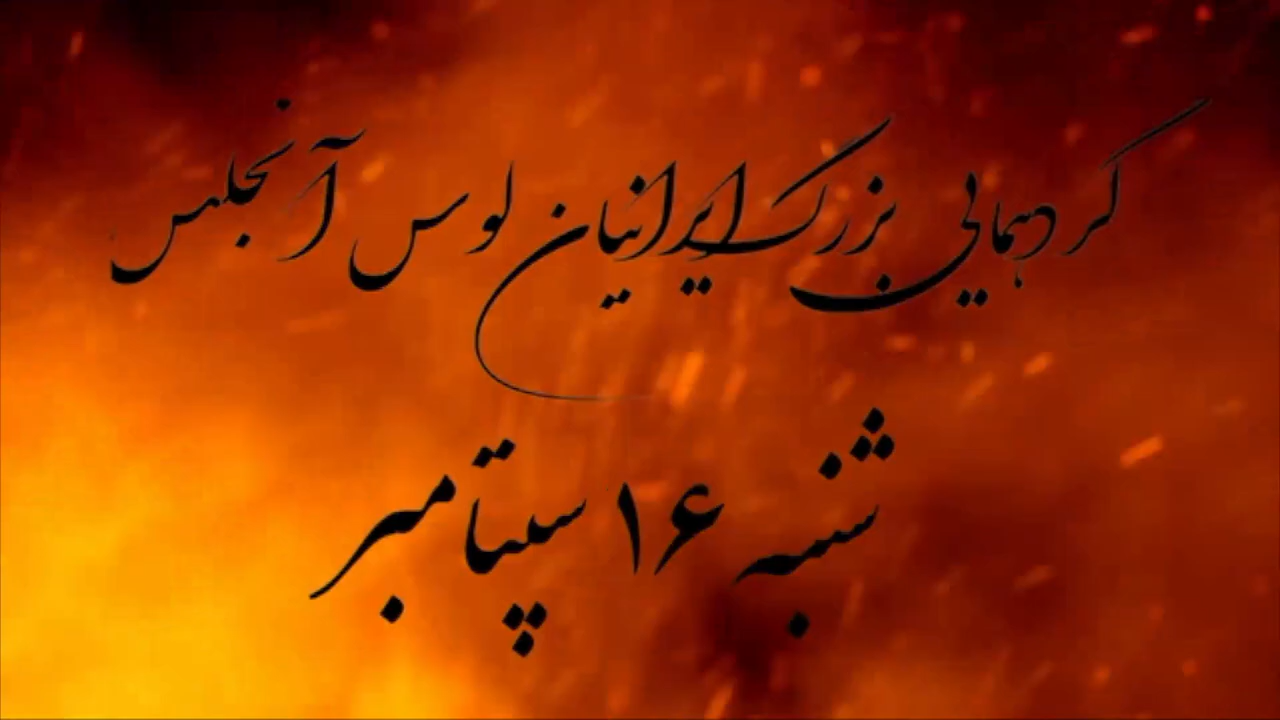 گردهمایی بزرگ ایرانیان لوس آنجلس
شنبه ۱۶ سپتامبر